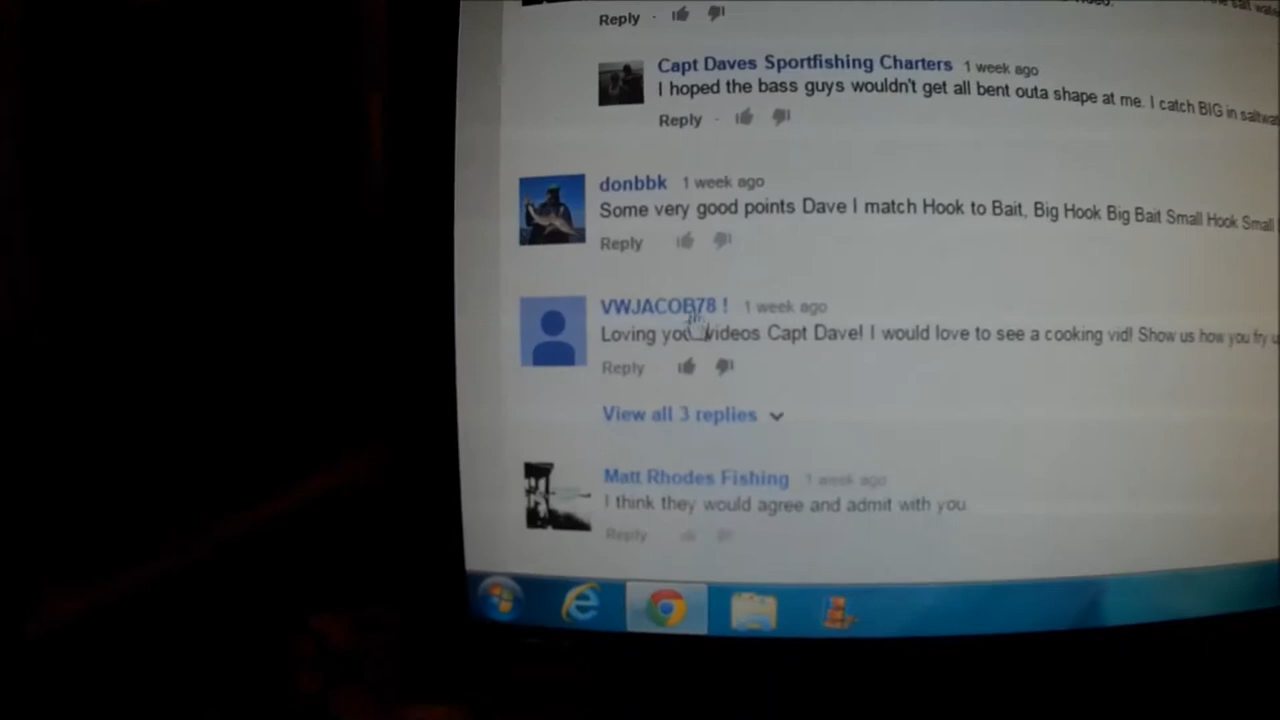 Reply
Capt Daves Sportfishing Charters 1 week ago
I hoped the bass guys wouldn't get all bent outa shape at me. I catch BIG in
Reply
donbbk 1 week ago
Some very good points Dave I match Hook to Bait, Big Hook Big Bait Small Hook Small
Reply
VWJACOB78 ! 1 week ago
Loving videos Capt Dave! I would love to see a cooking vid! Show us how you fry
Reply
View all 3 replies
Matt Rhodes Fishing 1 week ago
I think they would agree and admit with you
Reply